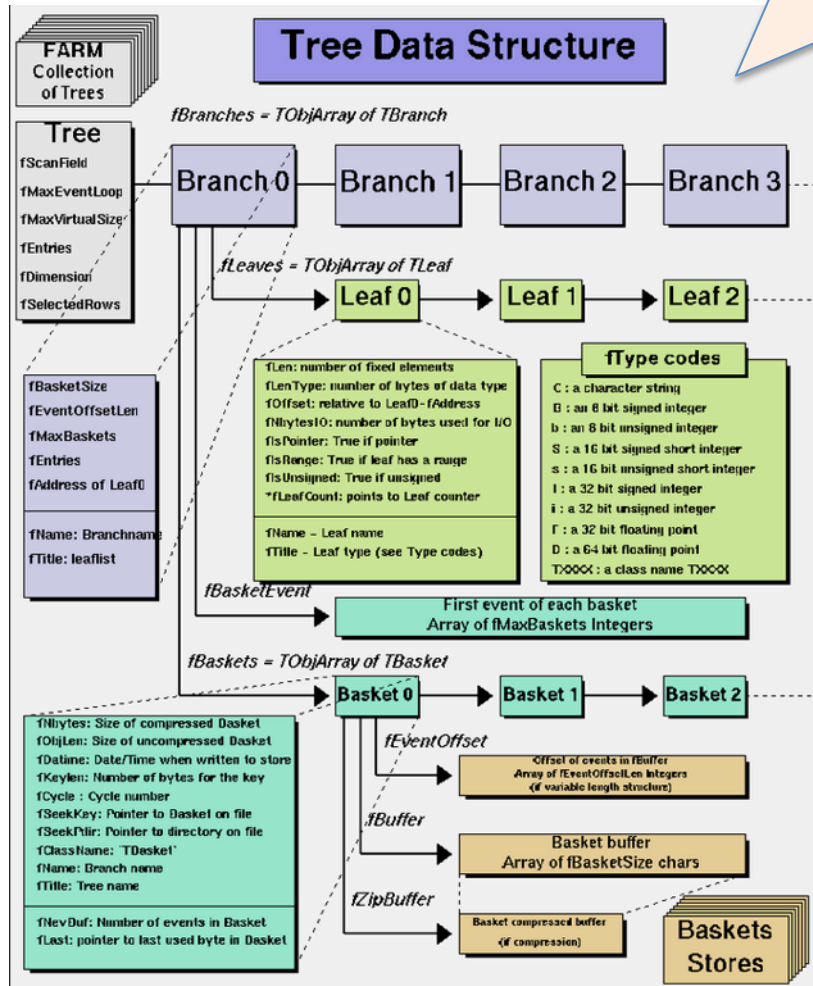 FARM
Collection
of Trees
Tree Data Structure
fBranches = TObjArray of TBranch
Tree
fScanField
fMaxEventLoop
fMaxVirtualSize
fEntries
fDimension
fSelectedRows
Branch 0
Branch 1
Branch 2
Branch 3
fLeaves = TObjArray of TLeaf
Leaf 0
Leaf 1
Leaf 2
fBasketSize
fEventOffsetLen
fMaxBaskets
fEntries
fAddress of Leaf0
fName: Branchname
fTitle: leaflist
fLen: number of fixed elements
fLenType: number of bytes of data type
fOffset: relative to Leaf0-fAddress
fNbytesIO: number of bytes used for I/O
fIsPointer: True if pointer
fIsRange: True if leaf has a range
fIsUnsigned: True if unsigned
*fLeafCount: points to Leaf counter
fName - Leaf name
fTitle - Leaf type (see Type codes)
fType codes
C : a character string
B : an 8 bit signed integer
b : an 8 bit unsigned integer
S : a 16 bit signed short integer
s : a 16 bit unsigned short integer
I : a 32 bit signed integer
i : a 32 bit unsigned integer
F : a 32 bit floating point
D : a 64 bit floating point
TXXXX : a class name TXXXX
fBasketEvent
First event of each basket
Array of fMaxBaskets Integers
fBaskets = TObjArray of TBasket
Basket 0
Basket 1
Basket 2
fNbytes: Size of compressed Basket
fObjLen: Size of uncompressed Basket
fDatime: Date/Time when written to store
fKeylen: Number of bytes for the key
fCycle : Cycle number
fSeekKey: Pointer to Basket on file
fSeekPdir: Pointer to directory on file
fClassName: 'TBasket'
fName: Branch name
fTitle: Tree name
fNevBuf: Number of events in Basket
fLast: pointer to last used byte in Basket
fEventOffset
Offset of events in fBuffer
Array of fEventOffsetLen Integers
(if variable length structure)
fBuffer
Basket buffer
Array of fBasketSize chars
fZipBuffer
Basket compressed buffer
(if compression)
Baskets
Stores